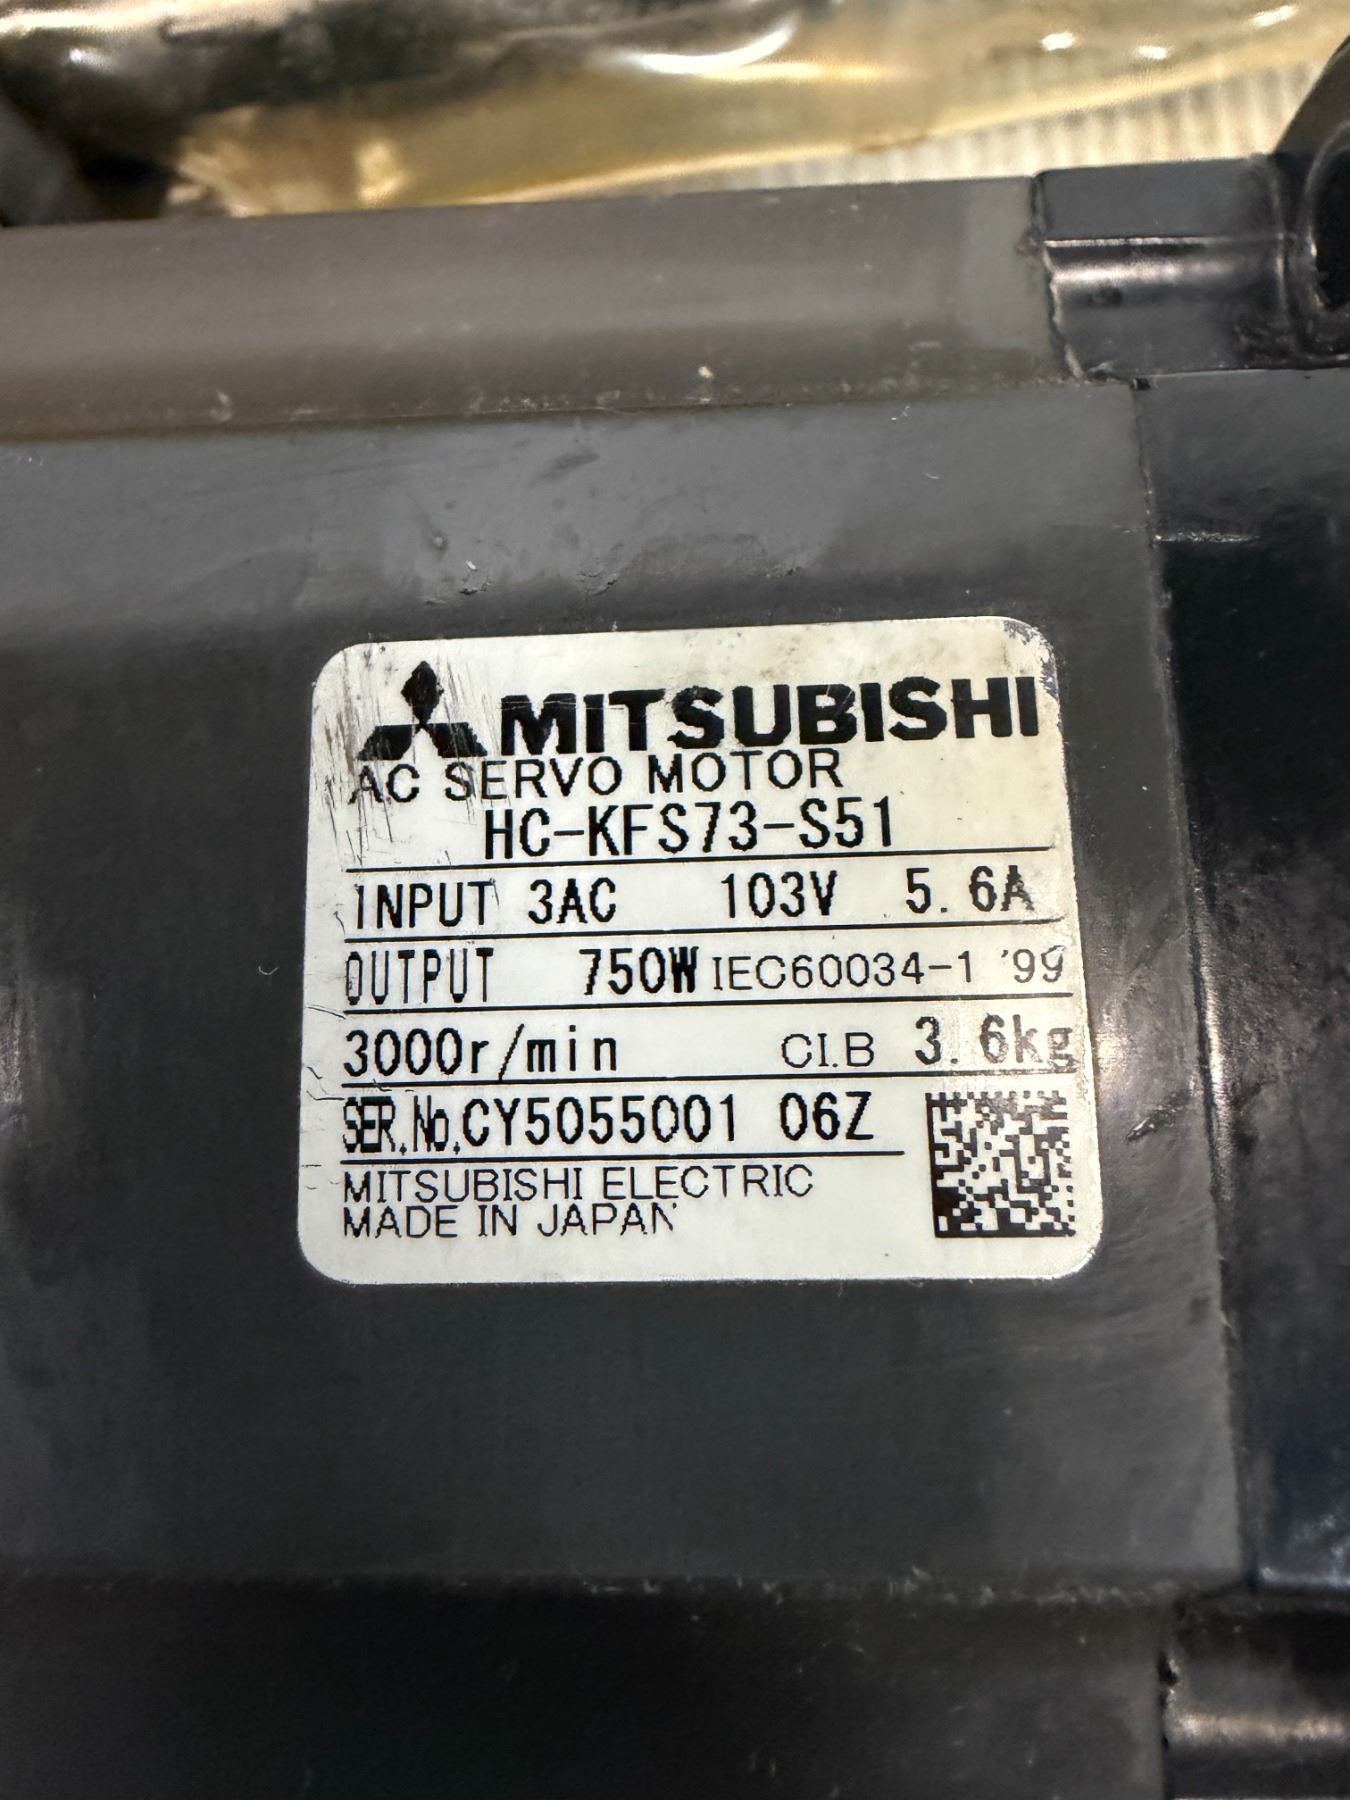 MITSUBISHI
AC SERVO MOTOR
HC-KFS73-S51
INPUT 3AC 103V 5.6A
OUTPUT 750W IEC60034-1 '99
3000r/min CI.B 3.6kg
SER.No.CY5055001 06Z
MITSUBISHI ELECTRIC
MADE IN JAPAN